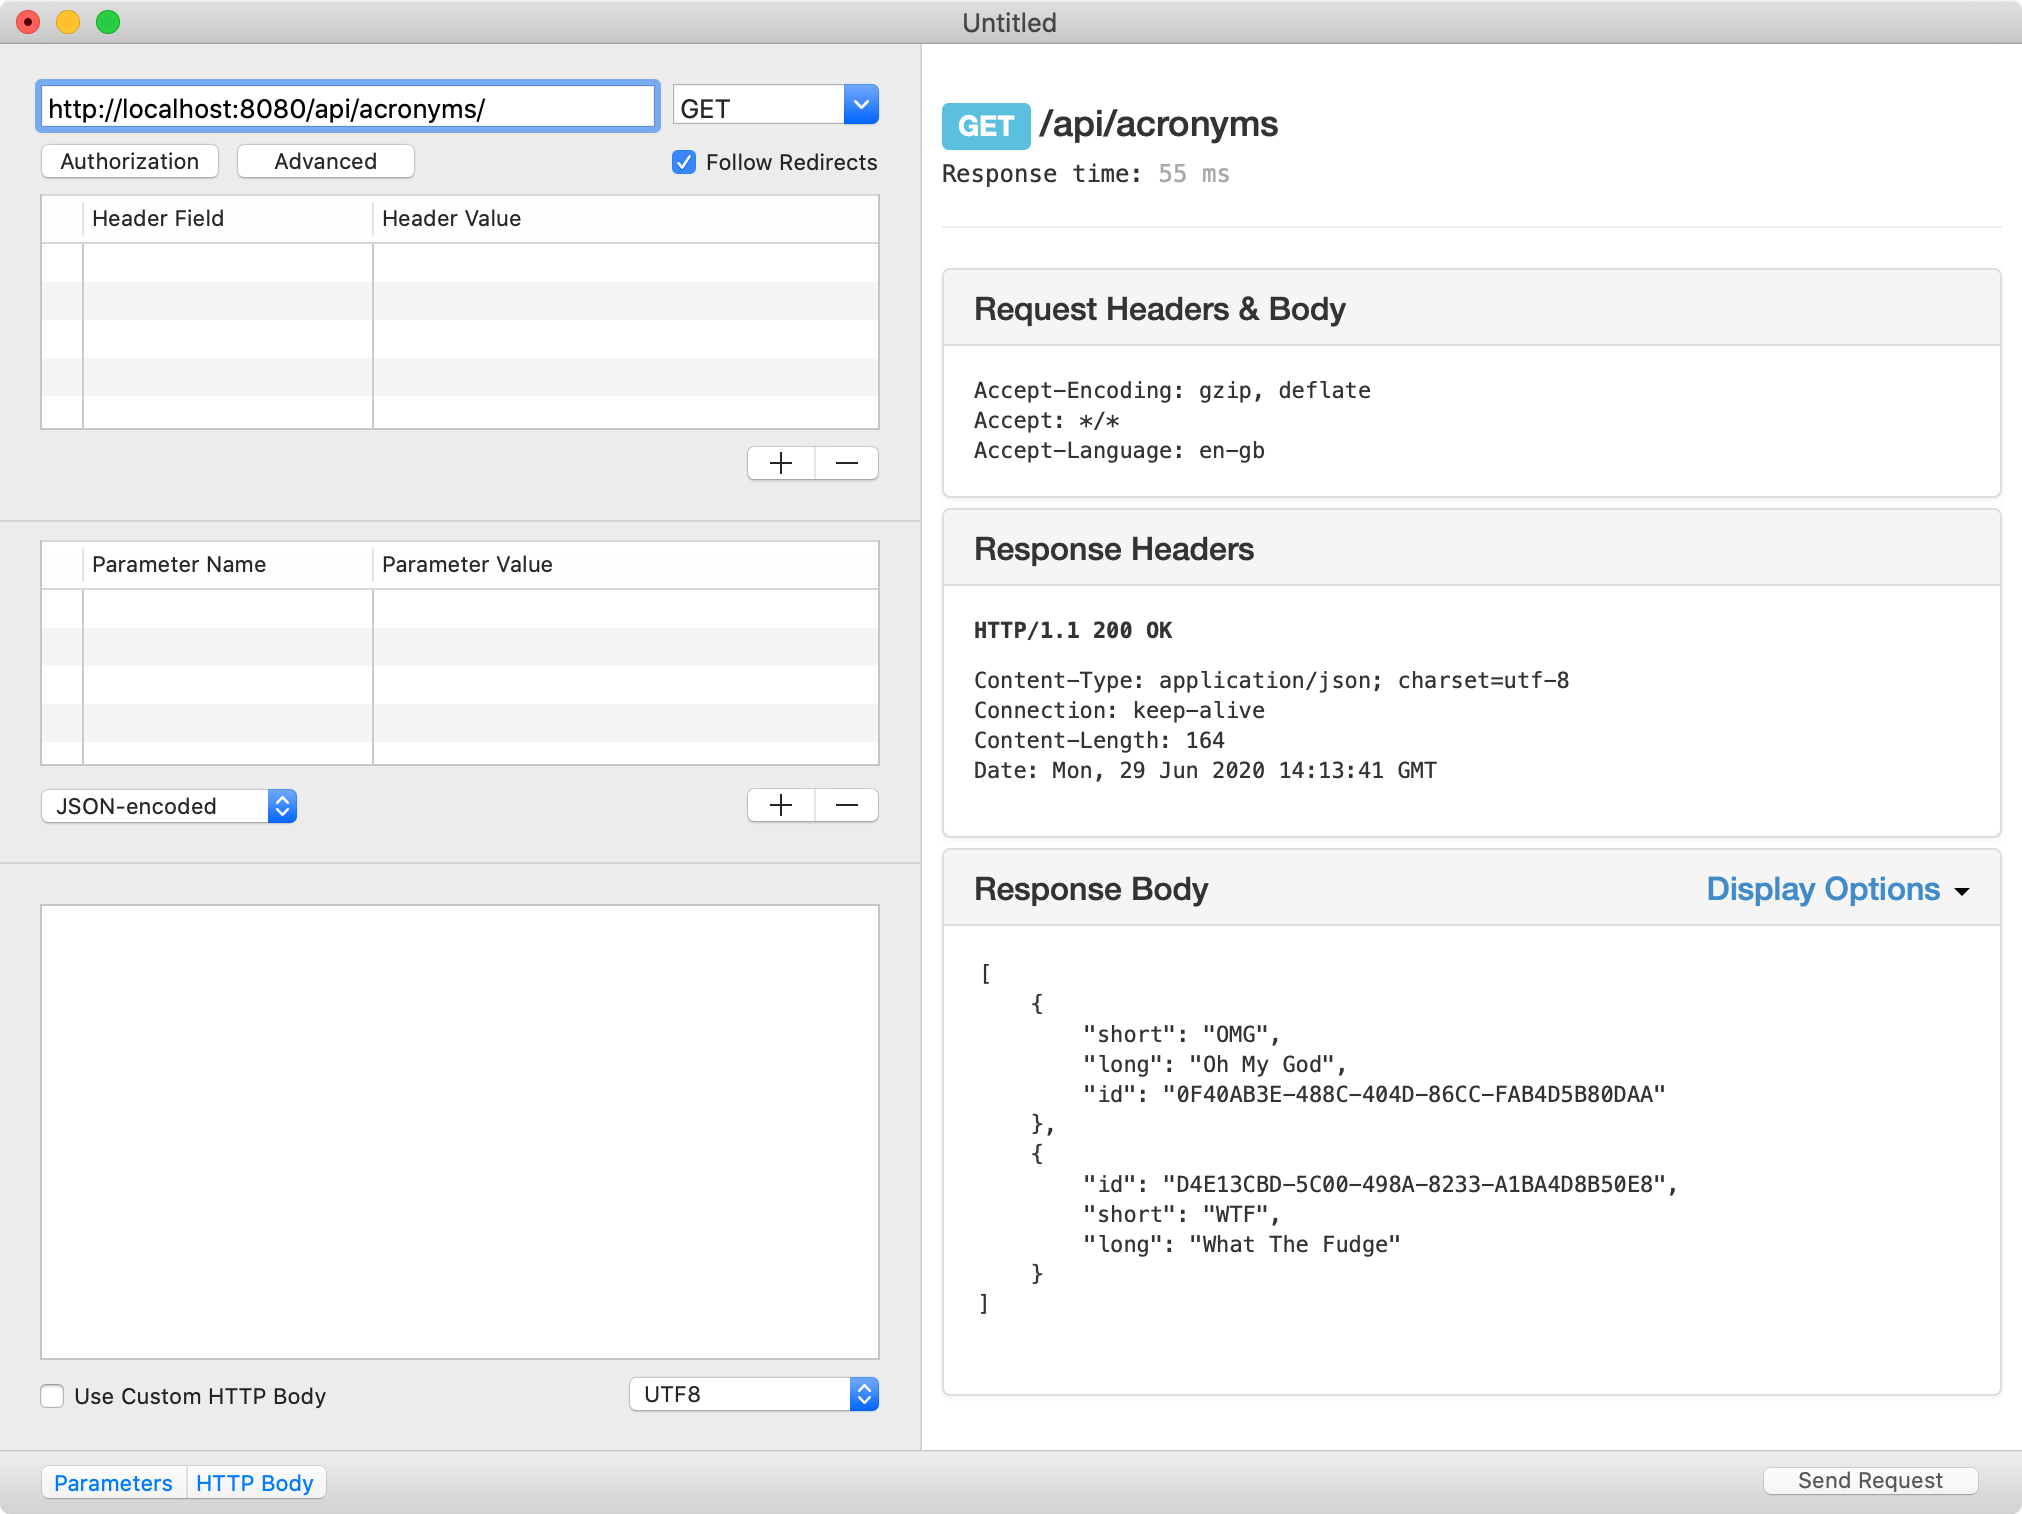 Untitled
http://localhost:8080/api/acronyms/
GET
Authorization
Advanced
Follow Redirects
Header Field
Header Value
Parameter Name
Parameter Value
JSON-encoded
Use Custom HTTP Body
UTF8
Parameters
HTTP Body
GET /api/acronyms
Response time: 55 ms
Request Headers & Body
Accept-Encoding: gzip, deflate
Accept: */*
Accept-Language: en-gb
Response Headers
HTTP/1.1 200 OK
Content-Type: application/json; charset=utf-8
Connection: keep-alive
Content-Length: 164
Date: Mon, 29 Jun 2020 14:13:41 GMT
Response Body
Display Options
[
{
"short": "OMG",
"long": "Oh My God",
"id": "0F40AB3E-488C-404D-86CC-FAB4D5B80DAA"
},
{
"id": "D4E13CBD-5C00-498A-8233-A1BA4D8B50E8",
"short": "WTF",
"long": "What The Fudge"
}
]
Send Request